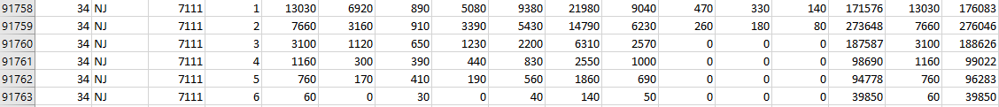 91758 34 NJ 7111 1 13030 6920 890 5080 9380 21980 9040 470 330 140 171576 13030 176083
91759 34 NJ 7111 2 7660 3160 910 3390 5430 14790 6230 260 180 80 273648 7660 276046
91760 34 NJ 7111 3 3100 1120 650 1230 2200 6310 2570 0 0 0 187587 3100 188626
91761 34 NJ 7111 4 1160 300 390 440 830 2550 1000 0 0 0 98690 1160 99022
91762 34 NJ 7111 5 760 170 410 190 560 1860 690 0 0 0 94778 760 96283
91763 34 NJ 7111 6 60 0 30 0 40 140 50 0 0 0 39850 60 39850